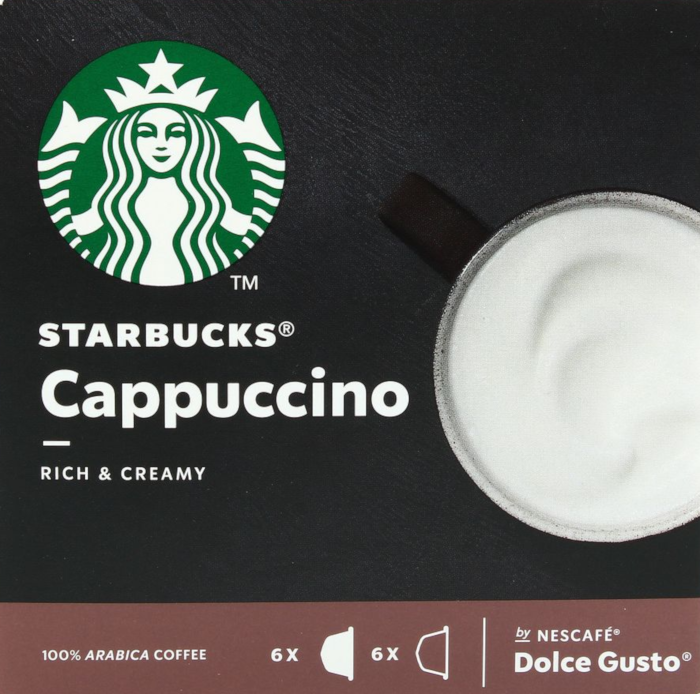 TM
STARBUCKS®
Cappuccino
RICH & CREAMY
100% ARABICA COFFEE
6X 6X
by NESCAFÉ®
Dolce Gusto®